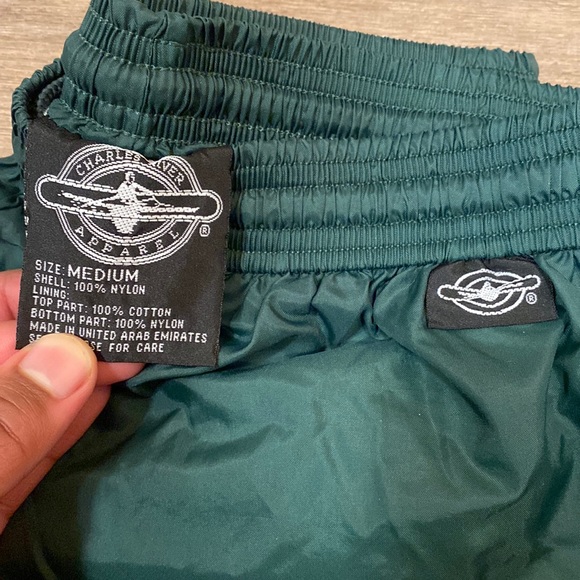 CHARLES RIVER
APPAREL
®
SIZE: MEDIUM
SHELL: 100% NYLON
LINING:
TOP PART: 100% COTTON
BOTTOM PART: 100% NYLON
MADE IN UNITED ARAB EMIRATES
FOR CARE
®